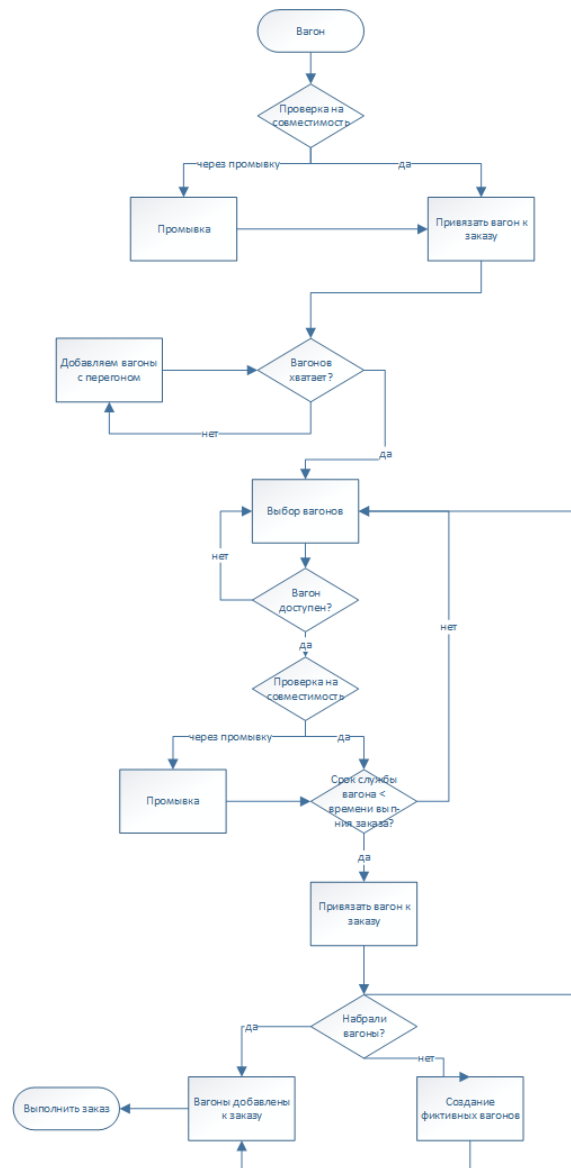 Вагон
Проверка на
совместимость
через промывку
да
Промывка
Привязать вагон к
заказу
Добавляем вагоны
с перегоном
Вагонов
хватает?
нет
да
Выбор вагонов
нет
Вагон
доступен?
нет
да
Проверка на
совместимость
через промывку
да
Промывка
Срок службы
вагона <
времени вып-
ния заказа?
да
Привязать вагон к
заказу
Набрали
вагоны?
да
нет
Выполнить заказ
Вагоны добавлены
к заказу
Создание
фиктивных вагонов